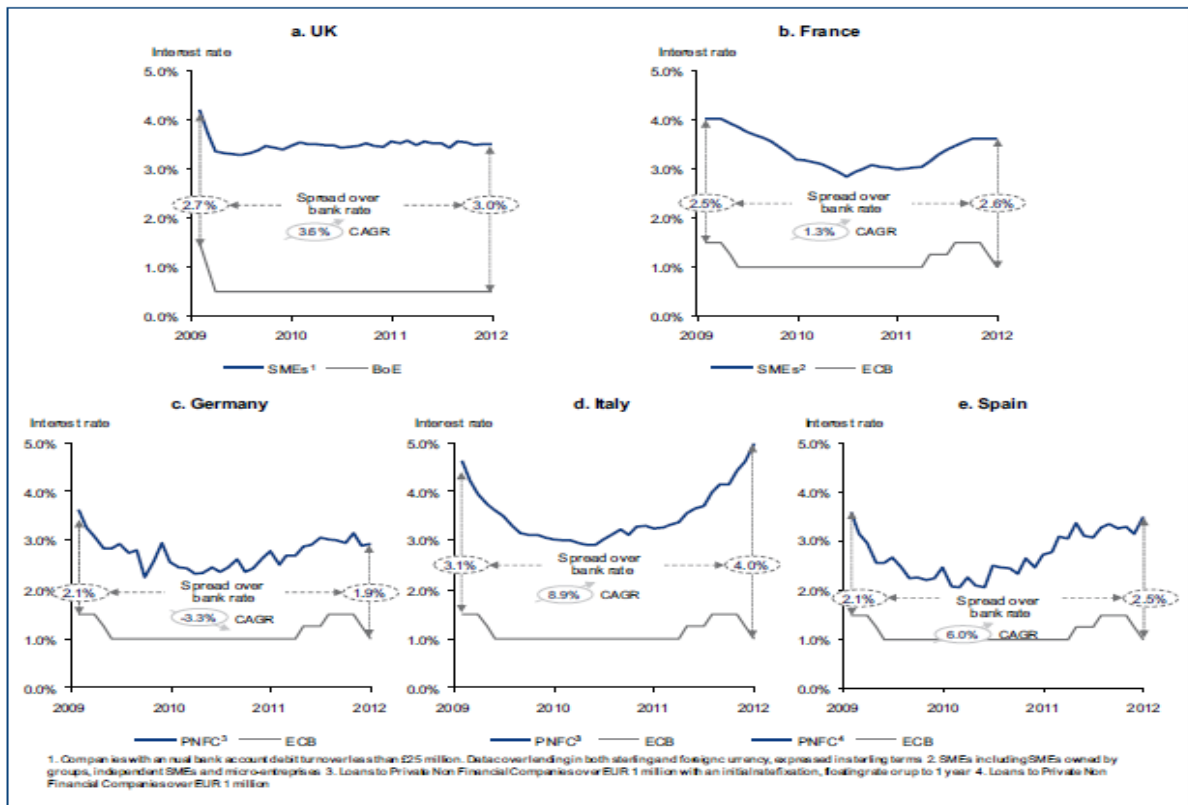 a. UK
Interest rate
5.0%
4.0%
3.0%
2.0%
1.0%
0.0%
2.7%
Spread over
bank rate
3.0%
3.6% CAGR
2009 2010 2011 2012
SMEs¹ BoE
b. France
Interest rate
5.0%
4.0%
3.0%
2.0%
1.0%
0.0%
2.5%
Spread over
bank rate
2.6%
1.3% CAGR
2009 2010 2011 2012
SMEs² ECB
c. Germany
Interest rate
5.0%
4.0%
3.0%
2.0%
1.0%
0.0%
2.1%
Spread over
bank rate
1.9%
-3.3% CAGR
2009 2010 2011 2012
PNFC³ ECB
d. Italy
Interest rate
5.0%
4.0%
3.0%
2.0%
1.0%
0.0%
3.1%
Spread over
bank rate
4.0%
8.9% CAGR
2009 2010 2011 2012
PNFC³ ECB
e. Spain
Interest rate
5.0%
4.0%
3.0%
2.0%
1.0%
0.0%
2.1%
Spread over
bank rate
2.5%
6.0% CAGR
2009 2010 2011 2012
PNFC⁴ ECB
1. Companies with annual bank account debit turnover less than £25 million. Data cover lending in both sterling and foreign currency, expressed in sterling terms 2. SMEs including SMEs owned by
groups, independent SMEs and micro-entreprises 3. Loans to Private Non Financial Companies over EUR 1 million with an initial rate fixation, floating rate or up to 1 year 4. Loans to Private Non
Financial Companies over EUR 1 million